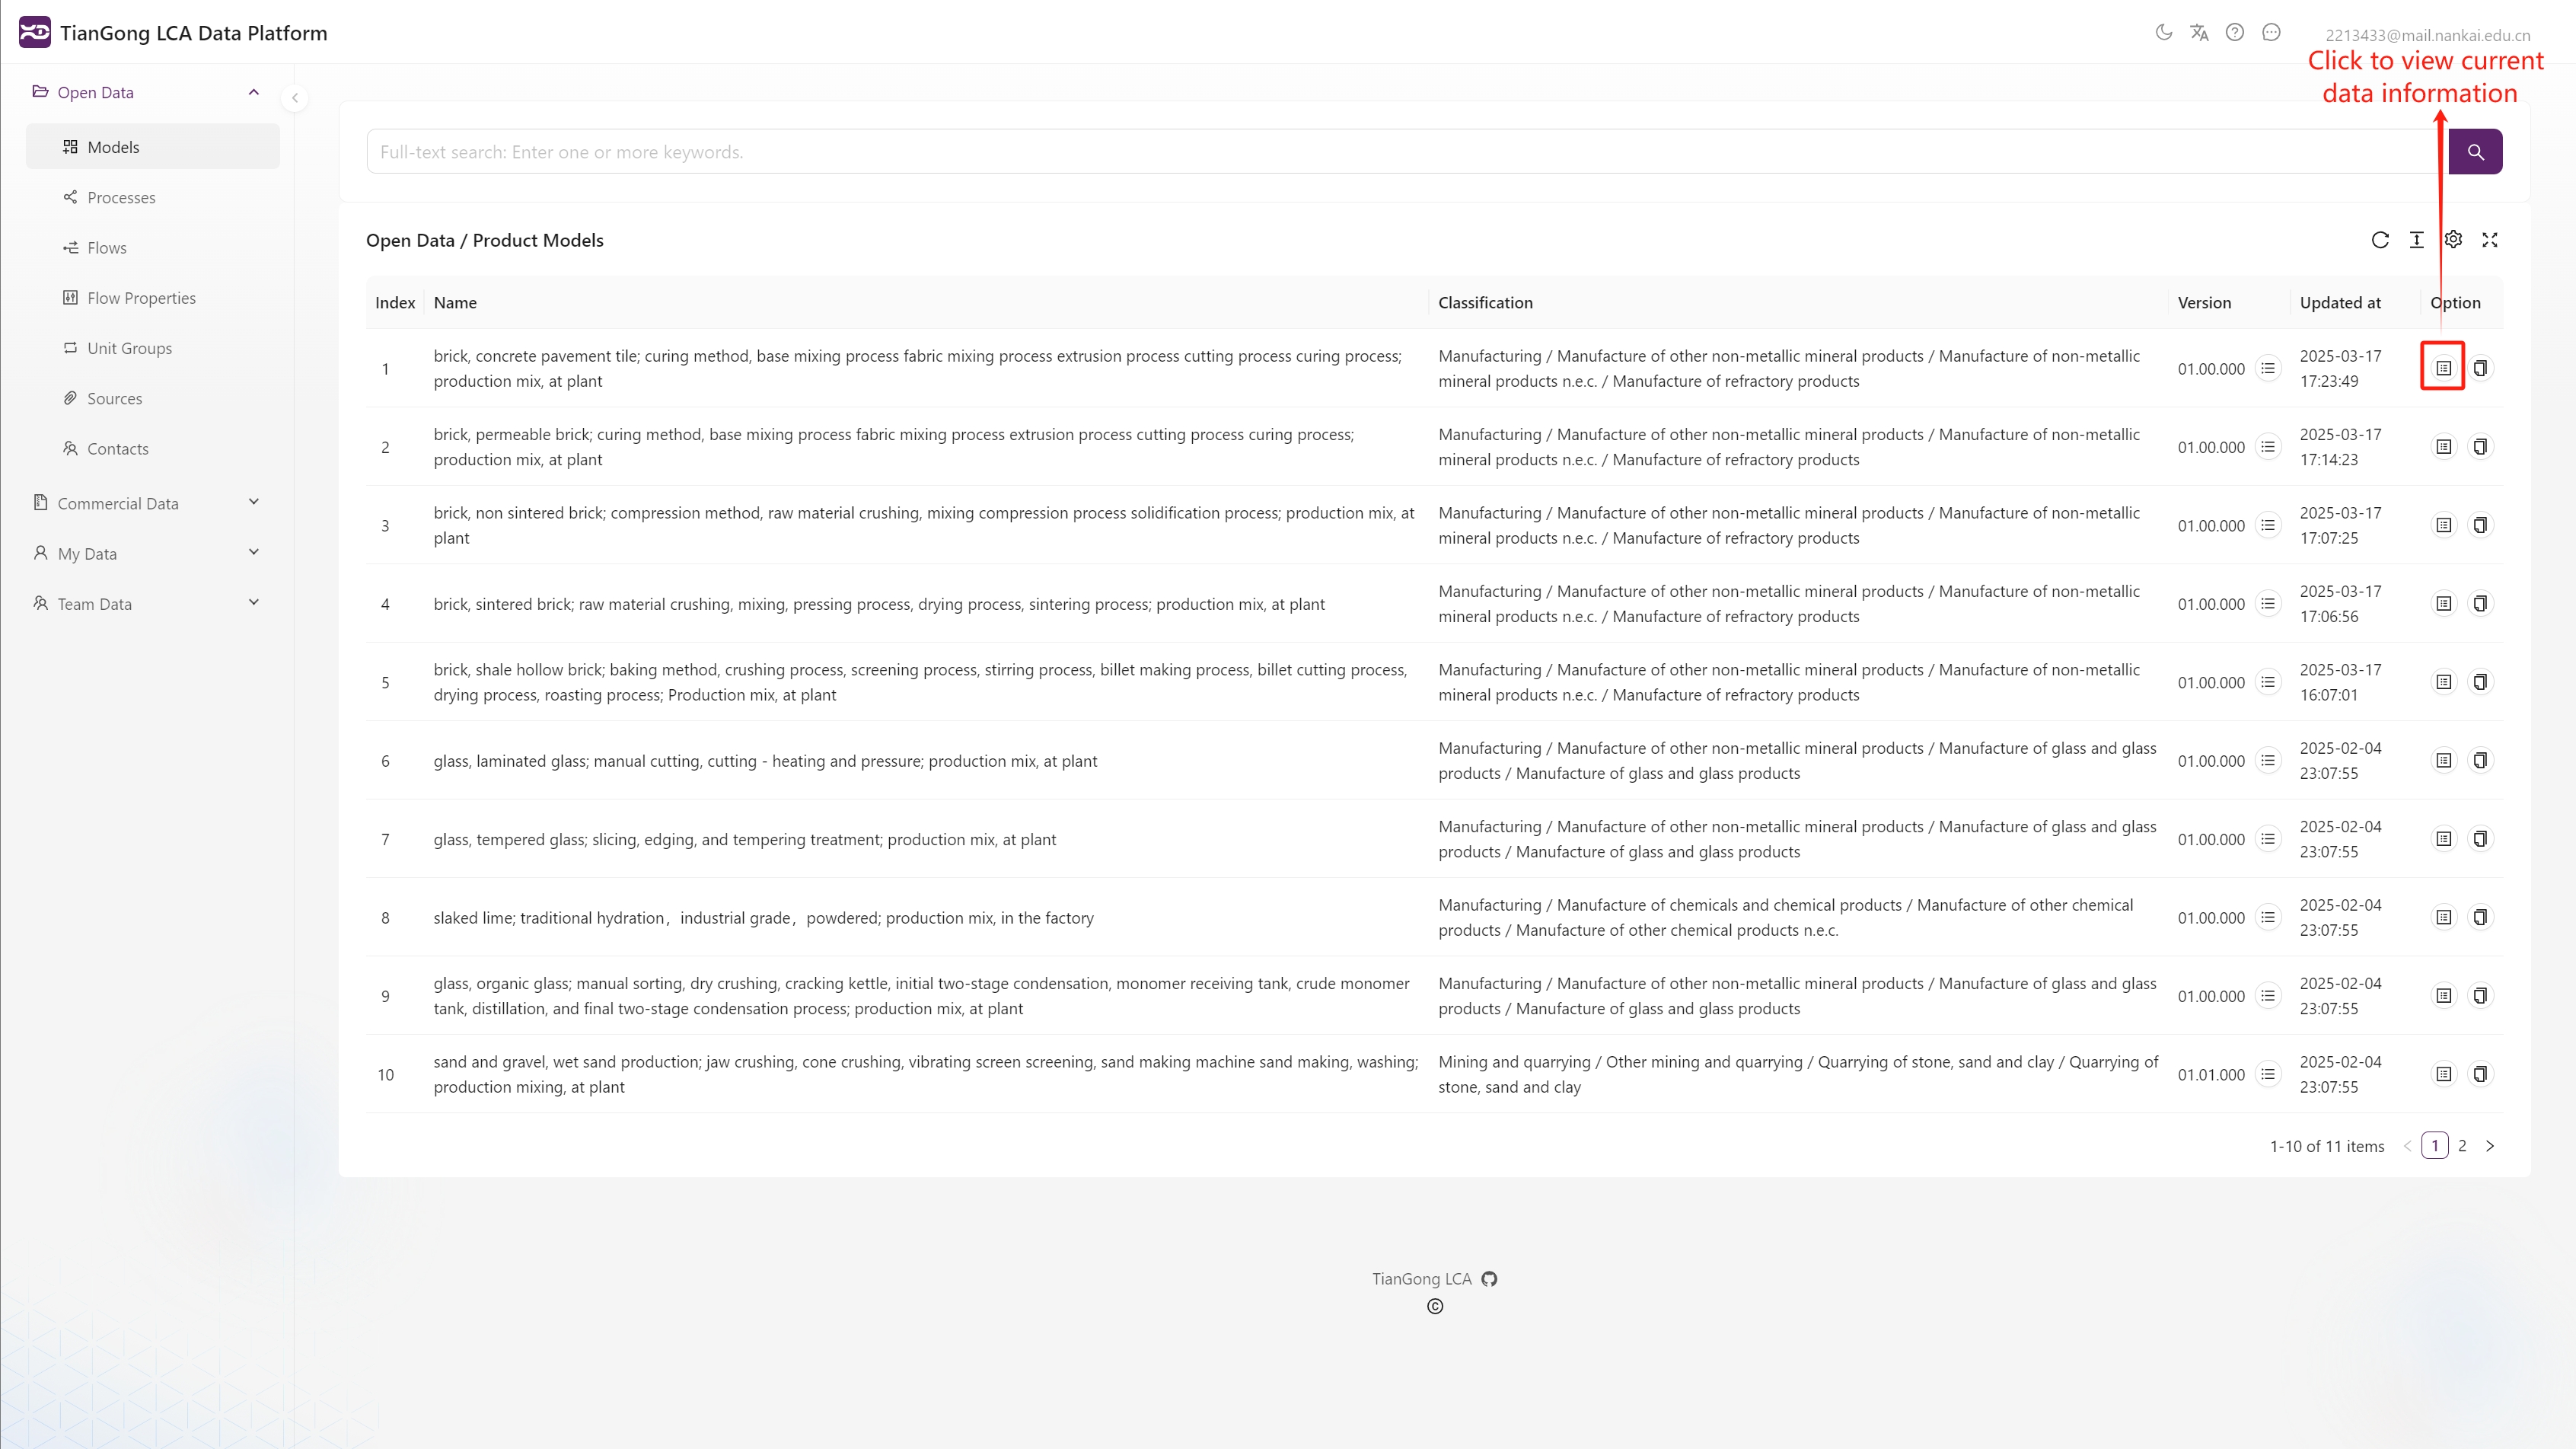 TianGong LCA Data Platform
2213433@mail.nankai.edu.cn
Click to view current
data information
Open Data
Models
Processes
Flows
Flow Properties
Unit Groups
Sources
Contacts
Commercial Data
My Data
Team Data
Full-text search: Enter one or more keywords.
Open Data / Product Models
Index Name Classification Version Updated at Option
1
brick, concrete pavement tile; curing method, base mixing process fabric mixing process extrusion process cutting process curing process;
production mix, at plant
Manufacturing / Manufacture of other non-metallic mineral products / Manufacture of non-metallic
mineral products n.e.c. / Manufacture of refractory products
01.00.000
2025-03-17
17:23:49
2
brick, permeable brick; curing method, base mixing process fabric mixing process extrusion process cutting process curing process;
production mix, at plant
Manufacturing / Manufacture of other non-metallic mineral products / Manufacture of non-metallic
mineral products n.e.c. / Manufacture of refractory products
01.00.000
2025-03-17
17:14:23
3
brick, non sintered brick; compression method, raw material crushing, mixing compression process solidification process; production mix, at
plant
Manufacturing / Manufacture of other non-metallic mineral products / Manufacture of non-metallic
mineral products n.e.c. / Manufacture of refractory products
01.00.000
2025-03-17
17:07:25
4
brick, sintered brick; raw material crushing, mixing, pressing process, drying process, sintering process; production mix, at plant
Manufacturing / Manufacture of other non-metallic mineral products / Manufacture of non-metallic
mineral products n.e.c. / Manufacture of refractory products
01.00.000
2025-03-17
17:06:56
5
brick, shale hollow brick; baking method, crushing process, screening process, stirring process, billet making process, billet cutting process,
drying process, roasting process; Production mix, at plant
Manufacturing / Manufacture of other non-metallic mineral products / Manufacture of non-metallic
mineral products n.e.c. / Manufacture of refractory products
01.00.000
2025-03-17
16:07:01
6
glass, laminated glass; manual cutting, cutting - heating and pressure; production mix, at plant
Manufacturing / Manufacture of other non-metallic mineral products / Manufacture of glass and glass
products / Manufacture of glass and glass products
01.00.000
2025-02-04
23:07:55
7
glass, tempered glass; slicing, edging, and tempering treatment; production mix, at plant
Manufacturing / Manufacture of other non-metallic mineral products / Manufacture of glass and glass
products / Manufacture of glass and glass products
01.00.000
2025-02-04
23:07:55
8
slaked lime; traditional hydration，industrial grade，powdered; production mix, in the factory
Manufacturing / Manufacture of chemicals and chemical products / Manufacture of other chemical
products / Manufacture of other chemical products n.e.c.
01.00.000
2025-02-04
23:07:55
9
glass, organic glass; manual sorting, dry crushing, cracking kettle, initial two-stage condensation, monomer receiving tank, crude monomer
tank, distillation, and final two-stage condensation process; production mix, at plant
Manufacturing / Manufacture of other non-metallic mineral products / Manufacture of glass and glass
products / Manufacture of glass and glass products
01.00.000
2025-02-04
23:07:55
10
sand and gravel, wet sand production; jaw crushing, cone crushing, vibrating screen screening, sand making machine sand making, washing;
production mixing, at plant
Mining and quarrying / Other mining and quarrying / Quarrying of stone, sand and clay / Quarrying of
stone, sand and clay
01.01.000
2025-02-04
23:07:55
1-10 of 11 items < 1 2 >
TianGong LCA
©